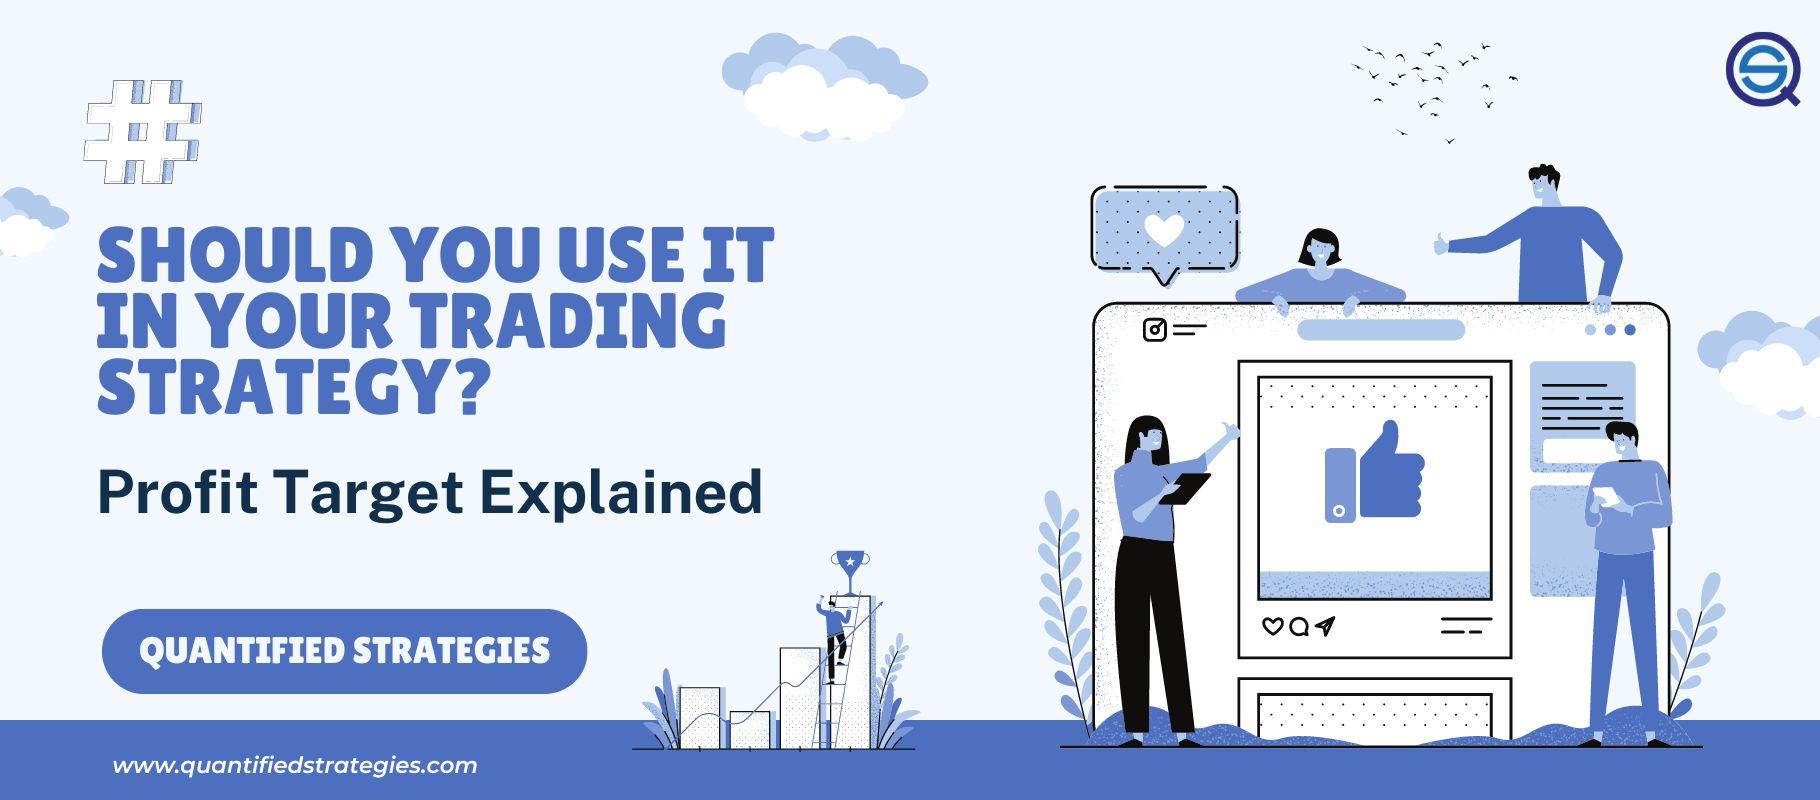 #
SHOULD YOU USE IT
IN YOUR TRADING
STRATEGY?
Profit Target Explained
QUANTIFIED STRATEGIES
www.quantifiedstrategies.com